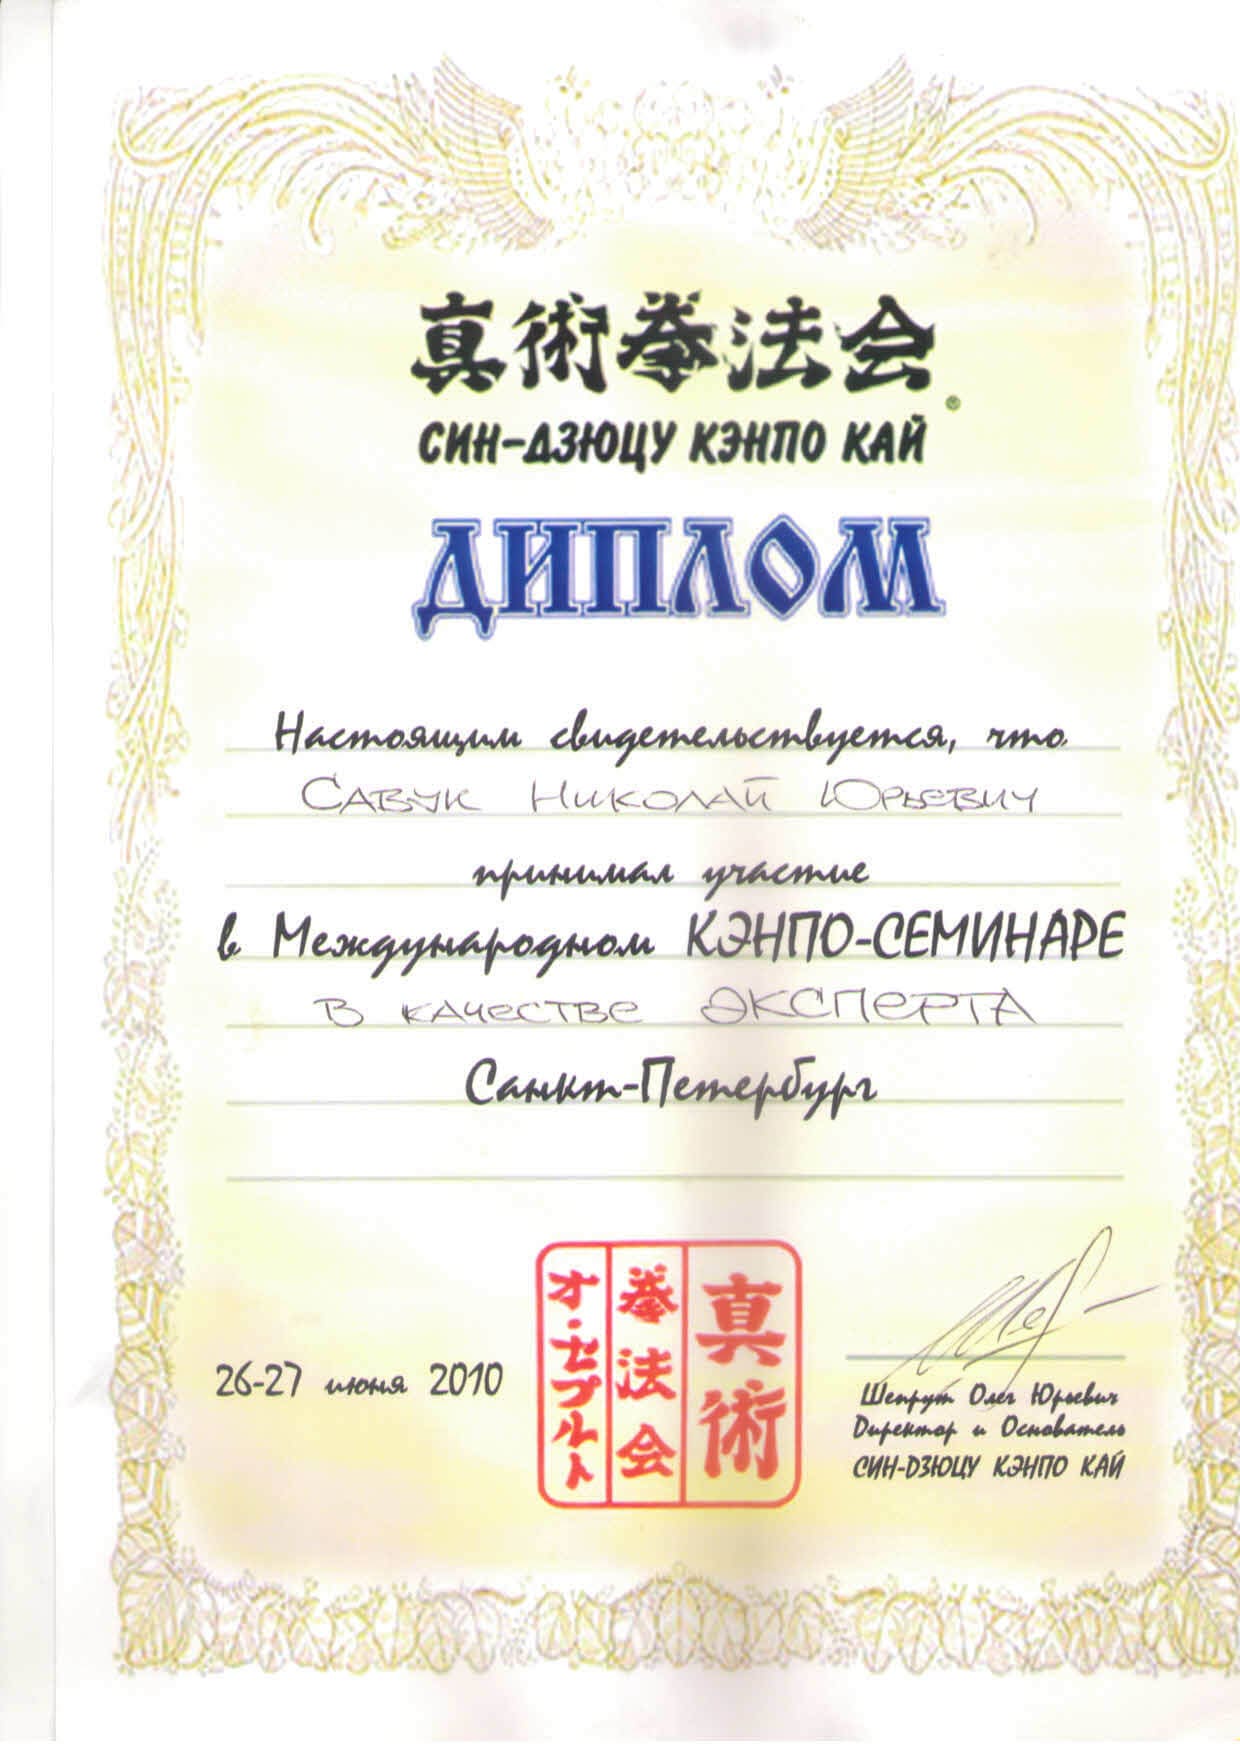 真術拳法会
®
СИН-ДЗЮЦУ КЭНПО КАЙ
ДИПЛОМ
Настоящим свидетельствуется, что
Савук Николай Юрьевич
принимал участие
в Международном КЭНПО-СЕМИНАРЕ
в качестве эксперта
Санкт-Петербург
真術
拳法会
オ・セプルト
26-27 июня 2010
Шепрут Олег Юрьевич
Директор и Основатель
СИН-DЗЮЦУ КЭНПО КАЙ